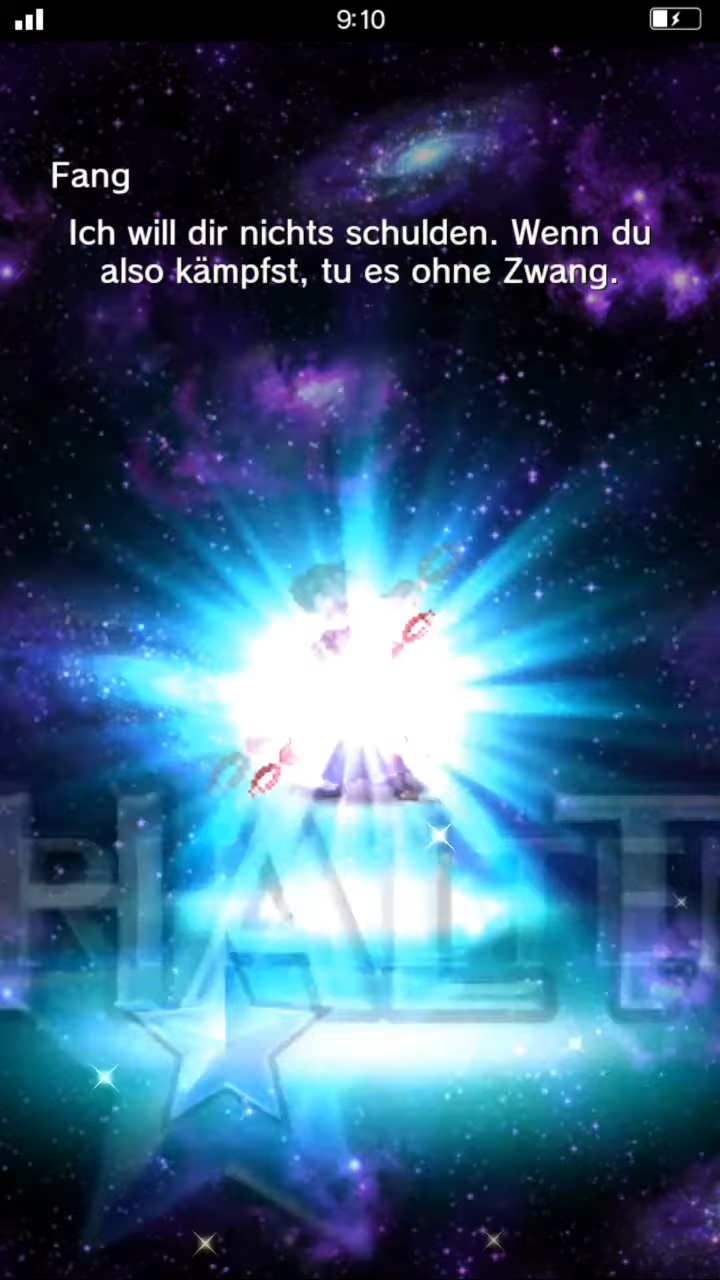 9:10
Fang
Ich will dir nichts schulden. Wenn du
also kämpfst, tu es ohne Zwang.